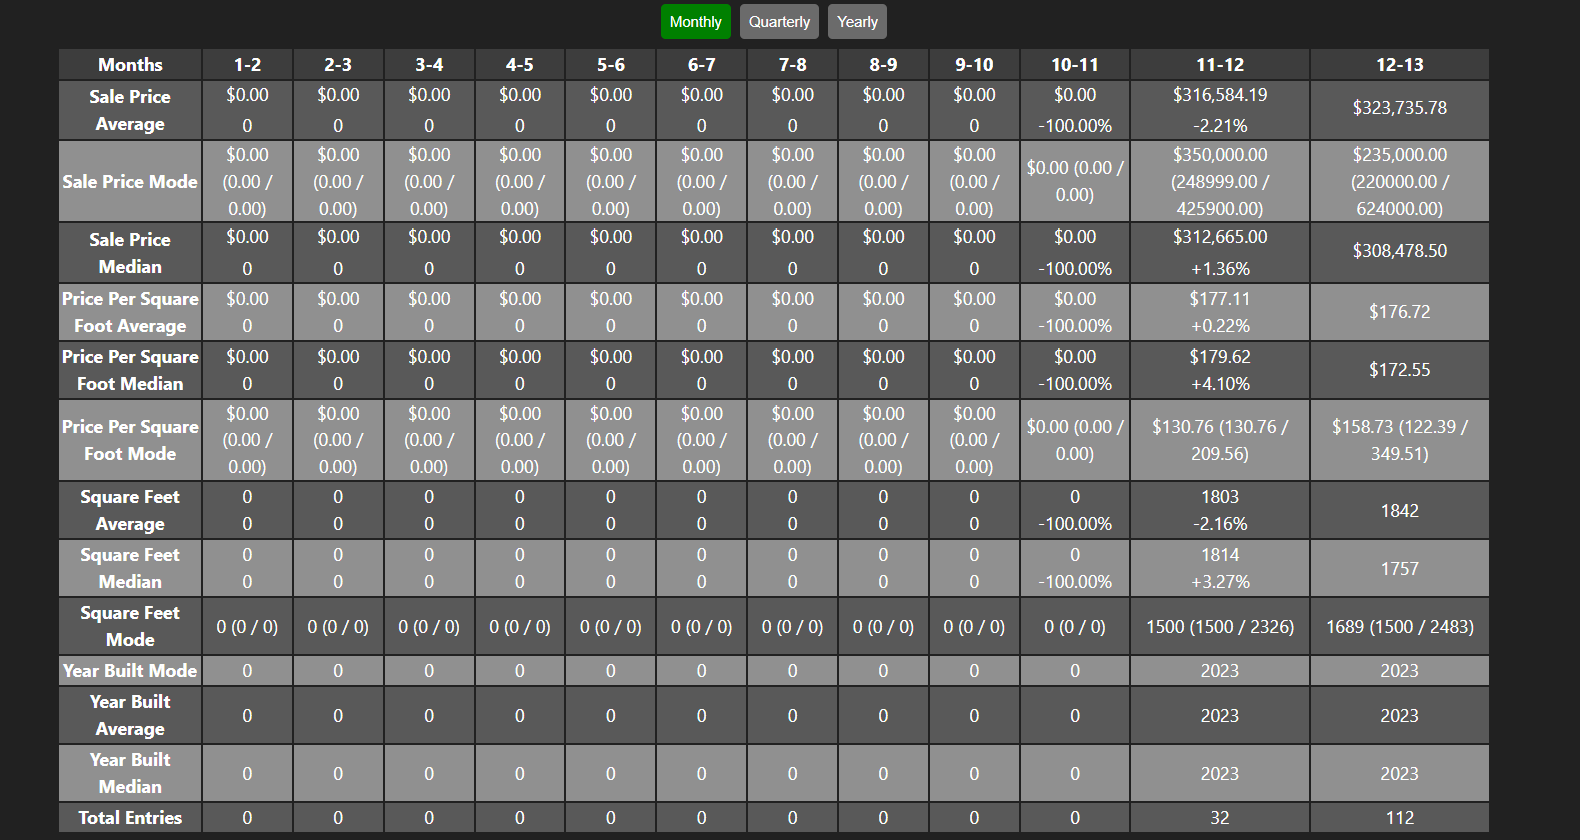 Monthly Quarterly Yearly
Months 1-2 2-3 3-4 4-5 5-6 6-7 7-8 8-9 9-10 10-11 11-12 12-13
Sale Price Average $0.00 $0.00 $0.00 $0.00 $0.00 $0.00 $0.00 $0.00 $0.00 $0.00 $316,584.19 $323,735.78
0 0 0 0 0 0 0 0 0 -100.00% -2.21%
Sale Price Mode $0.00 (0.00 / 0.00) $0.00 (0.00 / 0.00) $0.00 (0.00 / 0.00) $0.00 (0.00 / 0.00) $0.00 (0.00 / 0.00) $0.00 (0.00 / 0.00) $0.00 (0.00 / 0.00) $0.00 (0.00 / 0.00) $0.00 (0.00 / 0.00) $0.00 (0.00 / 0.00) $350,000.00 (248999.00 / 425900.00) $235,000.00 (220000.00 / 624000.00)
Sale Price Median $0.00 $0.00 $0.00 $0.00 $0.00 $0.00 $0.00 $0.00 $0.00 $0.00 $312,665.00 $308,478.50
0 0 0 0 0 0 0 0 0 -100.00% +1.36%
Price Per Square Foot Average $0.00 $0.00 $0.00 $0.00 $0.00 $0.00 $0.00 $0.00 $0.00 $0.00 $177.11 $176.72
0 0 0 0 0 0 0 0 0 -100.00% +0.22%
Price Per Square Foot Median $0.00 $0.00 $0.00 $0.00 $0.00 $0.00 $0.00 $0.00 $0.00 $0.00 $179.62 $172.55
0 0 0 0 0 0 0 0 0 -100.00% +4.10%
Price Per Square Foot Mode $0.00 (0.00 / 0.00) $0.00 (0.00 / 0.00) $0.00 (0.00 / 0.00) $0.00 (0.00 / 0.00) $0.00 (0.00 / 0.00) $0.00 (0.00 / 0.00) $0.00 (0.00 / 0.00) $0.00 (0.00 / 0.00) $0.00 (0.00 / 0.00) $0.00 (0.00 / 0.00) $130.76 (130.76 / 209.56) $158.73 (122.39 / 349.51)
Square Feet Average 0 0 0 0 0 0 0 0 0 0 1803 1842
0 0 0 0 0 0 0 0 0 -100.00% -2.16%
Square Feet Median 0 0 0 0 0 0 0 0 0 0 1814 1757
0 0 0 0 0 0 0 0 0 -100.00% +3.27%
Square Feet Mode 0 (0 / 0) 0 (0 / 0) 0 (0 / 0) 0 (0 / 0) 0 (0 / 0) 0 (0 / 0) 0 (0 / 0) 0 (0 / 0) 0 (0 / 0) 0 (0 / 0) 1500 (1500 / 2326) 1689 (1500 / 2483)
Year Built Mode 0 0 0 0 0 0 0 0 0 0 2023 2023
Year Built Average 0 0 0 0 0 0 0 0 0 0 2023 2023
Year Built Median 0 0 0 0 0 0 0 0 0 0 2023 2023
Total Entries 0 0 0 0 0 0 0 0 0 0 32 112